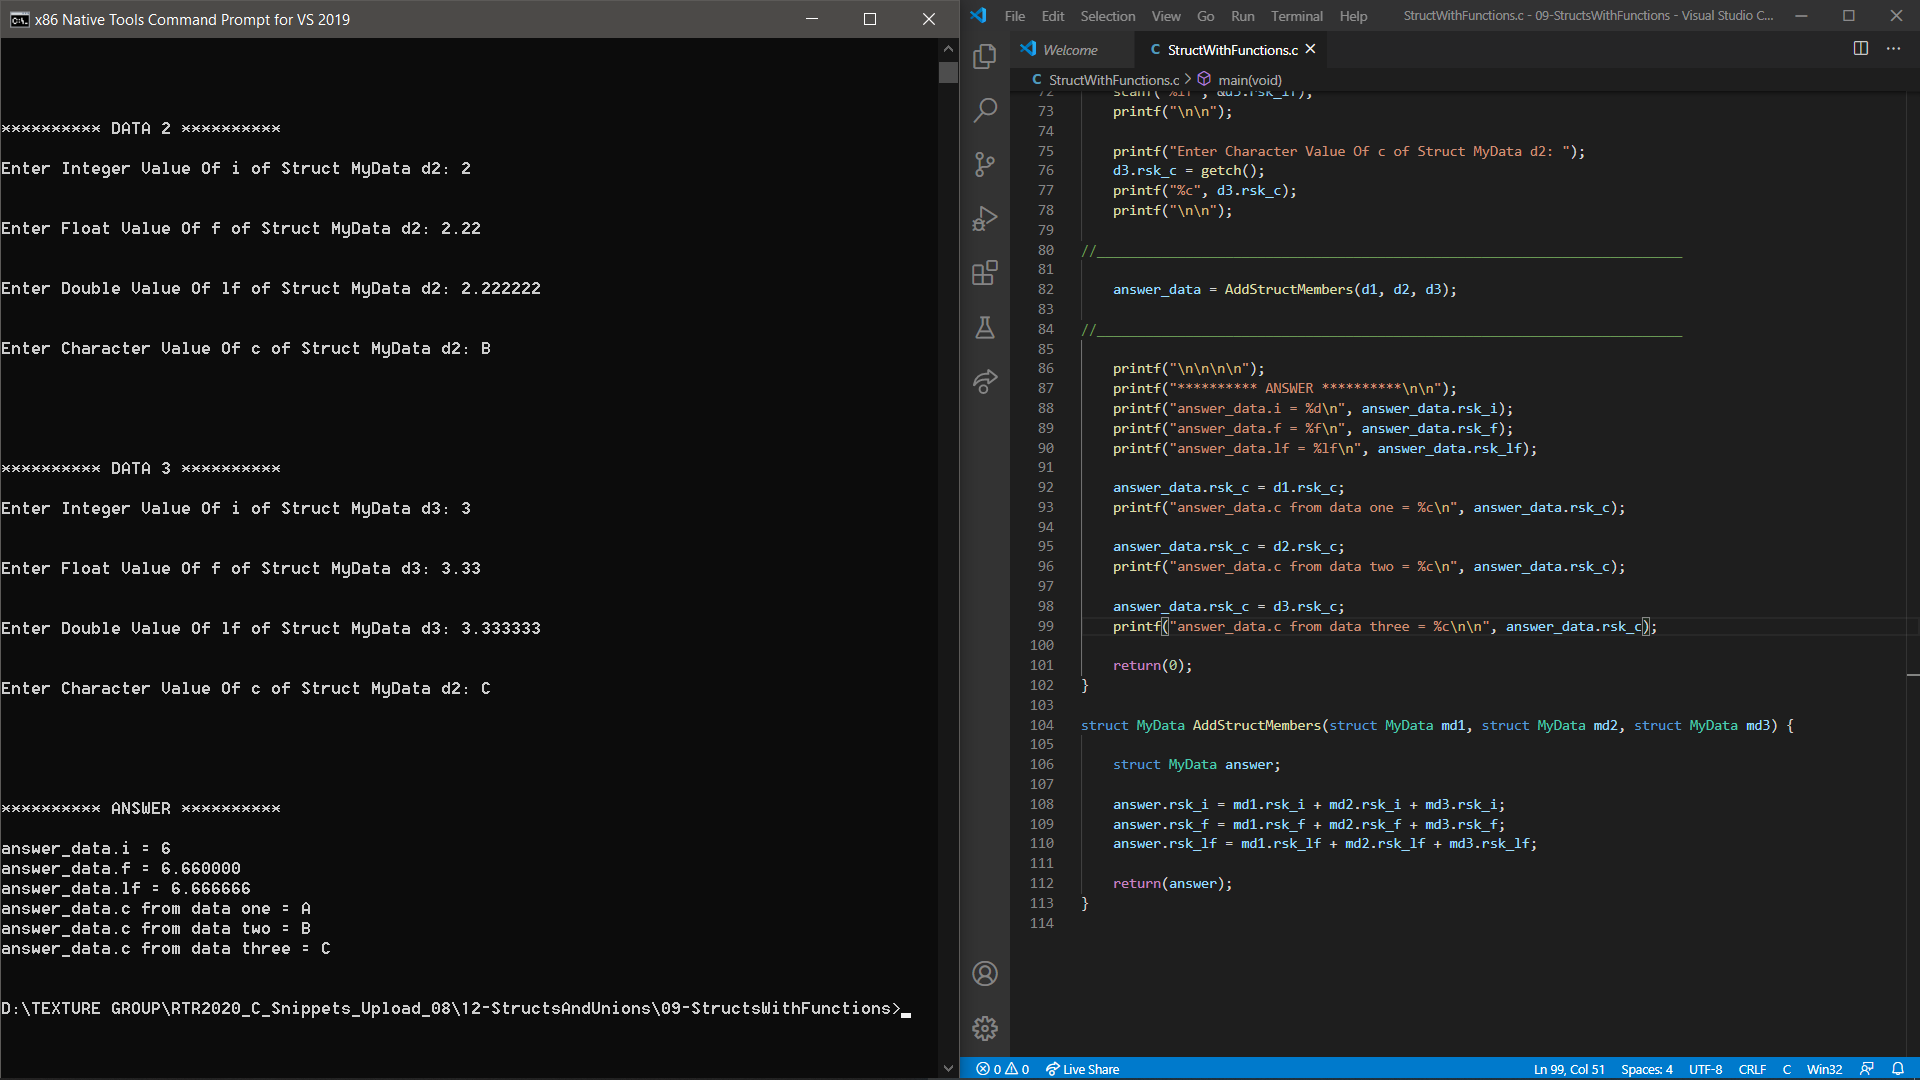 x86 Native Tools Command Prompt for VS 2019
********** DATA 2 **********
Enter Integer Value Of i of Struct MyData d2: 2
Enter Float Value Of f of Struct MyData d2: 2.22
Enter Double Value Of lf of Struct MyData d2: 2.222222
Enter Character Value Of c of Struct MyData d2: B
********** DATA 3 **********
Enter Integer Value Of i of Struct MyData d3: 3
Enter Float Value Of f of Struct MyData d3: 3.33
Enter Double Value Of lf of Struct MyData d3: 3.333333
Enter Character Value Of c of Struct MyData d2: C
********** ANSWER **********
answer_data.i = 6
answer_data.f = 6.660000
answer_data.lf = 6.666666
answer_data.c from data one = A
answer_data.c from data two = B
answer_data.c from data three = C
D:\TEXTURE GROUP\RTR2020_C_Snippets_Upload_08\12-StructsAndUnions\09-StructsWithFunctions>
File Edit Selection View Go Run Terminal Help StructWithFunctions.c - 09-StructsWithFunctions - Visual Studio C...
Welcome C StructWithFunctions.c
C StructWithFunctions.c > main(void)
72 scanf("%lf", &d3.rsk_lf);
73 printf("\n\n");
74
75 printf("Enter Character Value Of c of Struct MyData d2: ");
76 d3.rsk_c = getch();
77 printf("%c", d3.rsk_c);
78 printf("\n\n");
79
80 //_________________________________________________________________________
81
82 answer_data = AddStructMembers(d1, d2, d3);
83
84 //_________________________________________________________________________
85
86 printf("\n\n\n\n");
87 printf("********** ANSWER **********\n\n");
88 printf("answer_data.i = %d\n", answer_data.rsk_i);
89 printf("answer_data.f = %f\n", answer_data.rsk_f);
90 printf("answer_data.lf = %lf\n", answer_data.rsk_lf);
91
92 answer_data.rsk_c = d1.rsk_c;
93 printf("answer_data.c from data one = %c\n", answer_data.rsk_c);
94
95 answer_data.rsk_c = d2.rsk_c;
96 printf("answer_data.c from data two = %c\n", answer_data.rsk_c);
97
98 answer_data.rsk_c = d3.rsk_c;
99 printf("answer_data.c from data three = %c\n\n", answer_data.rsk_c);
100
101 return(0);
102 }
103
104 struct MyData AddStructMembers(struct MyData md1, struct MyData md2, struct MyData md3) {
105
106 struct MyData answer;
107
108 answer.rsk_i = md1.rsk_i + md2.rsk_i + md3.rsk_i;
109 answer.rsk_f = md1.rsk_f + md2.rsk_f + md3.rsk_f;
110 answer.rsk_lf = md1.rsk_lf + md2.rsk_lf + md3.rsk_lf;
111
112 return(answer);
113 }
114
0 0 Live Share Ln 99, Col 51 Spaces: 4 UTF-8 CRLF C Win32